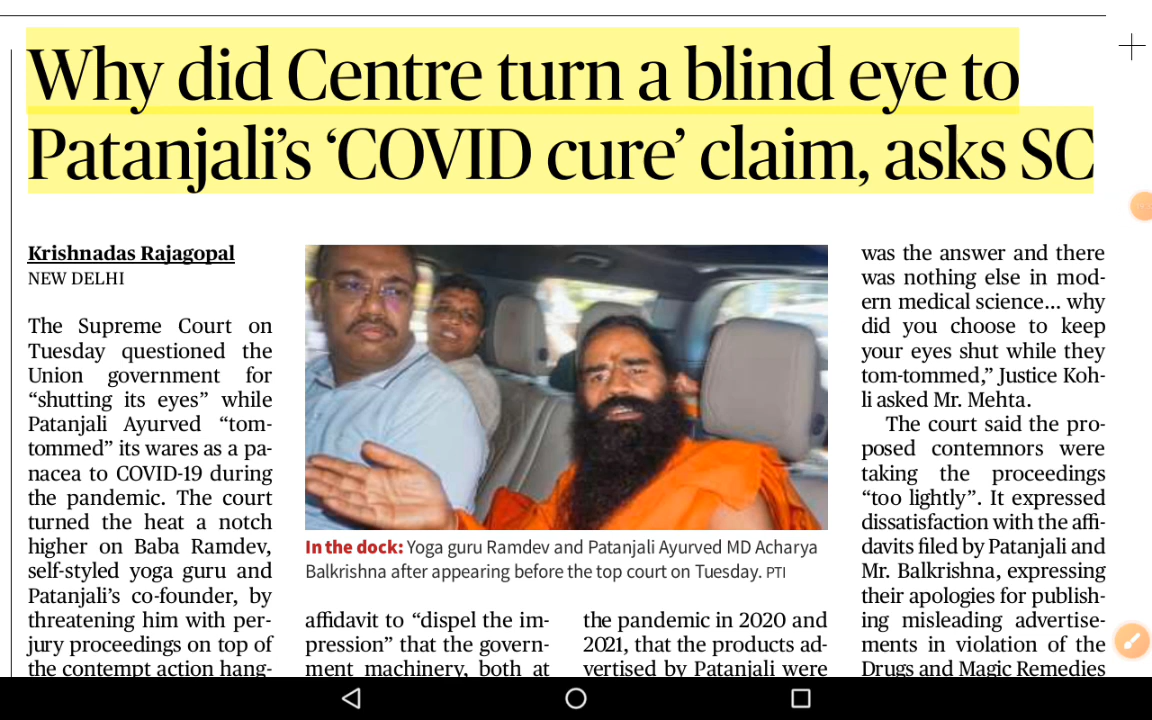 Why did Centre turn a blind eye to
Patanjali’s ‘COVID cure’ claim, asks SC
Krishnadas Rajagopal
NEW DELHI
The Supreme Court on
Tuesday questioned the
Union government for
“shutting its eyes” while
Patanjali Ayurved “tom-
tommed” its wares as a pa-
nacea to COVID-19 during
the pandemic. The court
turned the heat a notch
higher on Baba Ramdev,
self-styled yoga guru and
Patanjali’s co-founder, by
threatening him with per-
jury proceedings on top of
the contempt action hang-
In the dock: Yoga guru Ramdev and Patanjali Ayurved MD Acharya
Balkrishna after appearing before the top court on Tuesday. PTI
affidavit to “dispel the im-
pression” that the govern-
ment machinery, both at
the pandemic in 2020 and
2021, that the products ad-
vertised by Patanjali were
was the answer and there
was nothing else in mod-
ern medical science... why
did you choose to keep
your eyes shut while they
tom-tommed,” Justice Koh-
li asked Mr. Mehta.
The court said the pro-
posed contemnors were
taking the proceedings
“too lightly”. It expressed
dissatisfaction with the affi-
davits filed by Patanjali and
Mr. Balkrishna, expressing
their apologies for publish-
ing misleading advertise-
ments in violation of the
Drugs and Magic Remedies